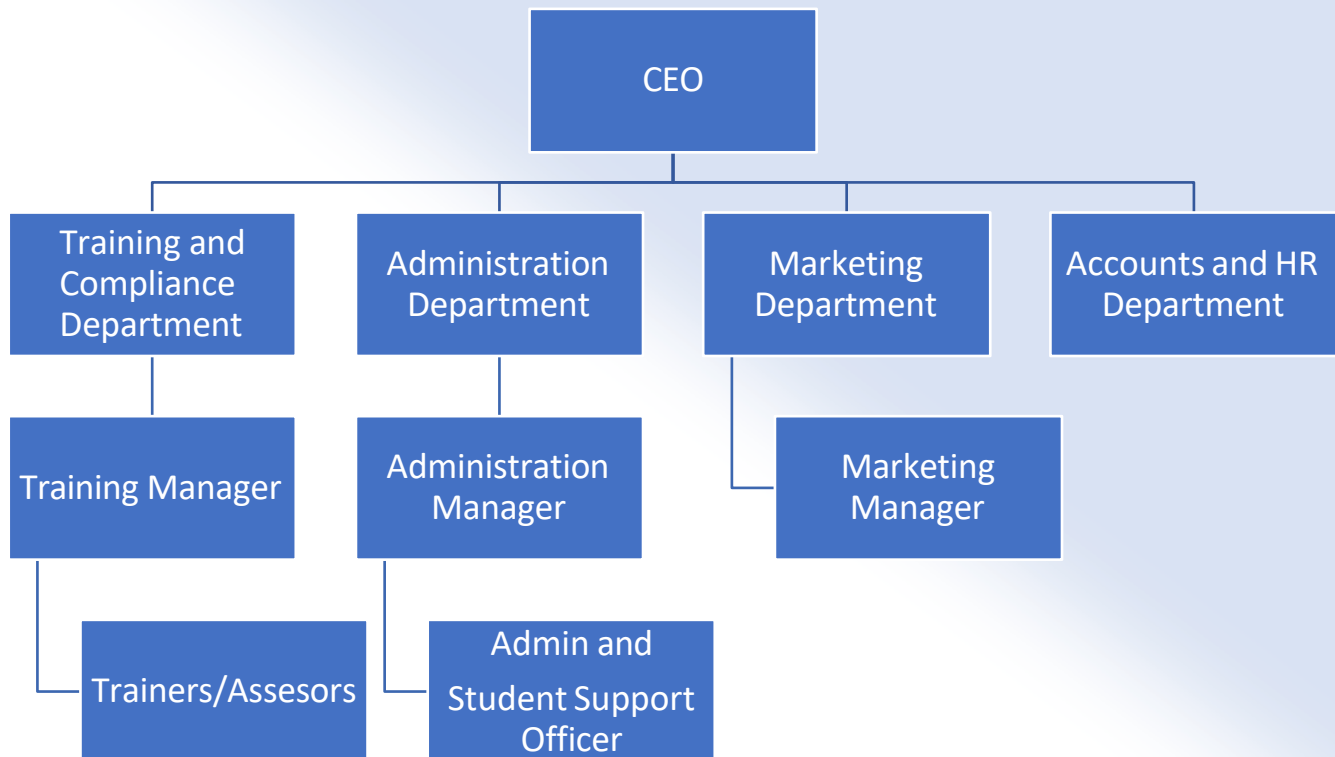 CEO
Training and
Compliance
Department
Administration
Department
Marketing
Department
Accounts and HR
Department
Training Manager
Administration
Manager
Marketing
Manager
Trainers/Assesors
Admin and
Student Support
Officer